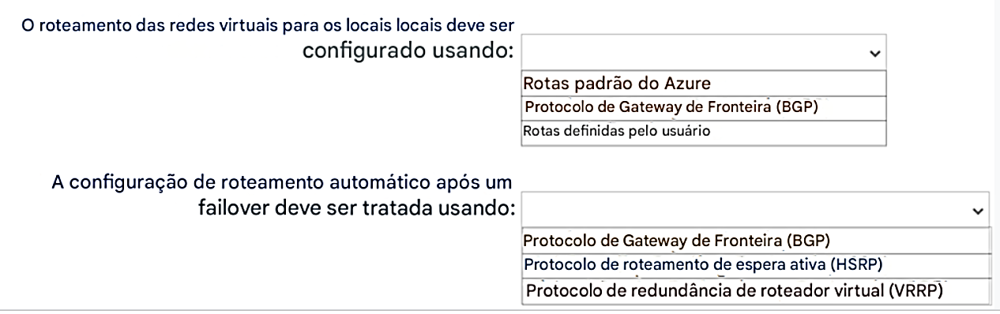 O roteamento das redes virtuais para os locais locais deve ser
configurado usando:
Rotas padrão do Azure
Protocolo de Gateway de Fronteira (BGP)
Rotas definidas pelo usuário
A configuração de roteamento automático após um
failover deve ser tratada usando:
Protocolo de Gateway de Fronteira (BGP)
Protocolo de roteamento de espera ativa (HSRP)
Protocolo de redundância de roteador virtual (VRRP)